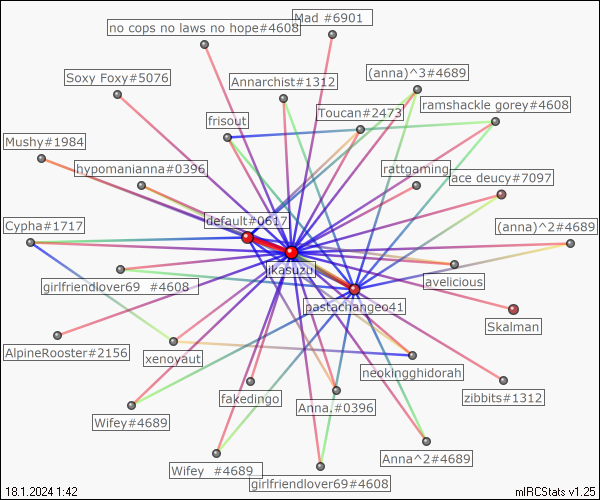 Mad #6901
no cops no laws no hope#4608
Soxy Foxy#5076
Annarchist#1312
(anna)^3#4689
ramshackle gorey#4608
Toucan#2473
frisout
Mushy#1984
hypomanianna#0396
rattgaming
ace deucy#7097
default#0617
Cypha#1717
(anna)^2#4689
jkasuzu
avelicious
girlfriendlover69 #4608
pastachangeo41
Skalman
AlpineRooster#2156
xenoyaut
neokingghidorah
fakedingo
Anna.#0396
zibbits#1312
Wifey#4689
Anna^2#4689
Wifey #4689
girlfriendlover69#4608
18.1.2024 1:42
mIRCStats v1.25